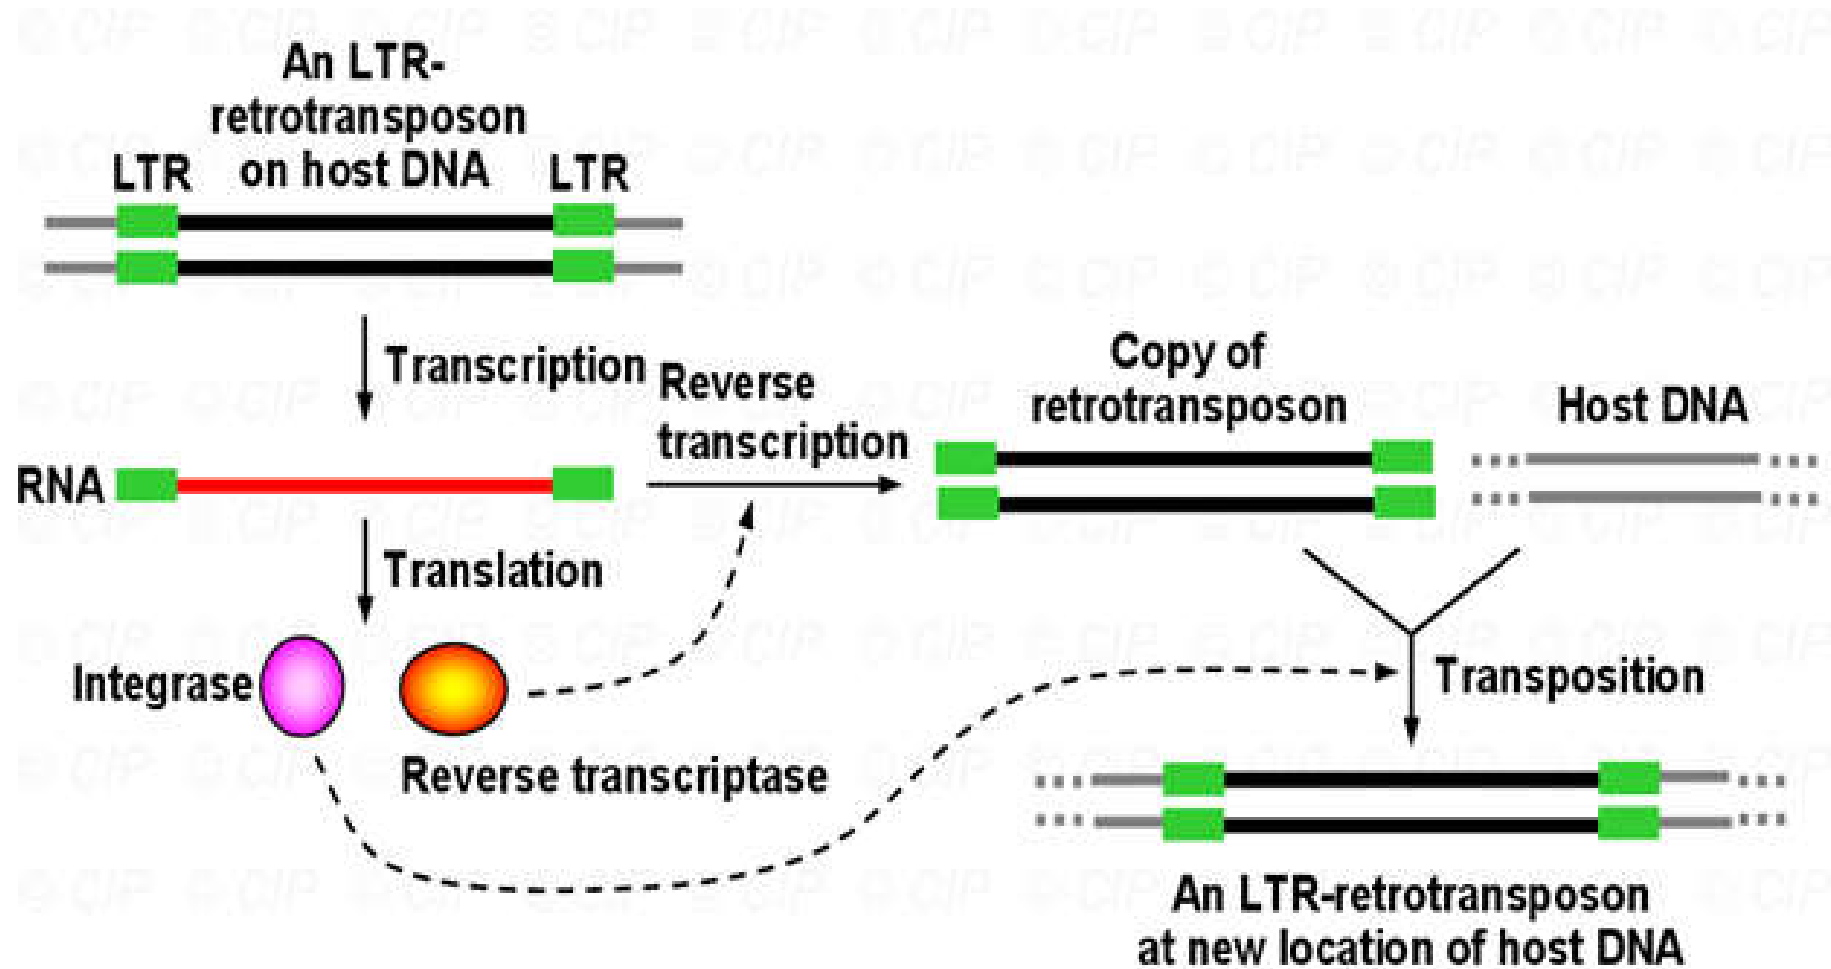 An LTR-
retrotransposon
on host DNA
LTR
LTR
Transcription
Reverse
transcription
Copy of
retrotransposon
Host DNA
RNA
Translation
Integrase
Reverse transcriptase
Transposition
An LTR-retrotransposon
at new location of host DNA